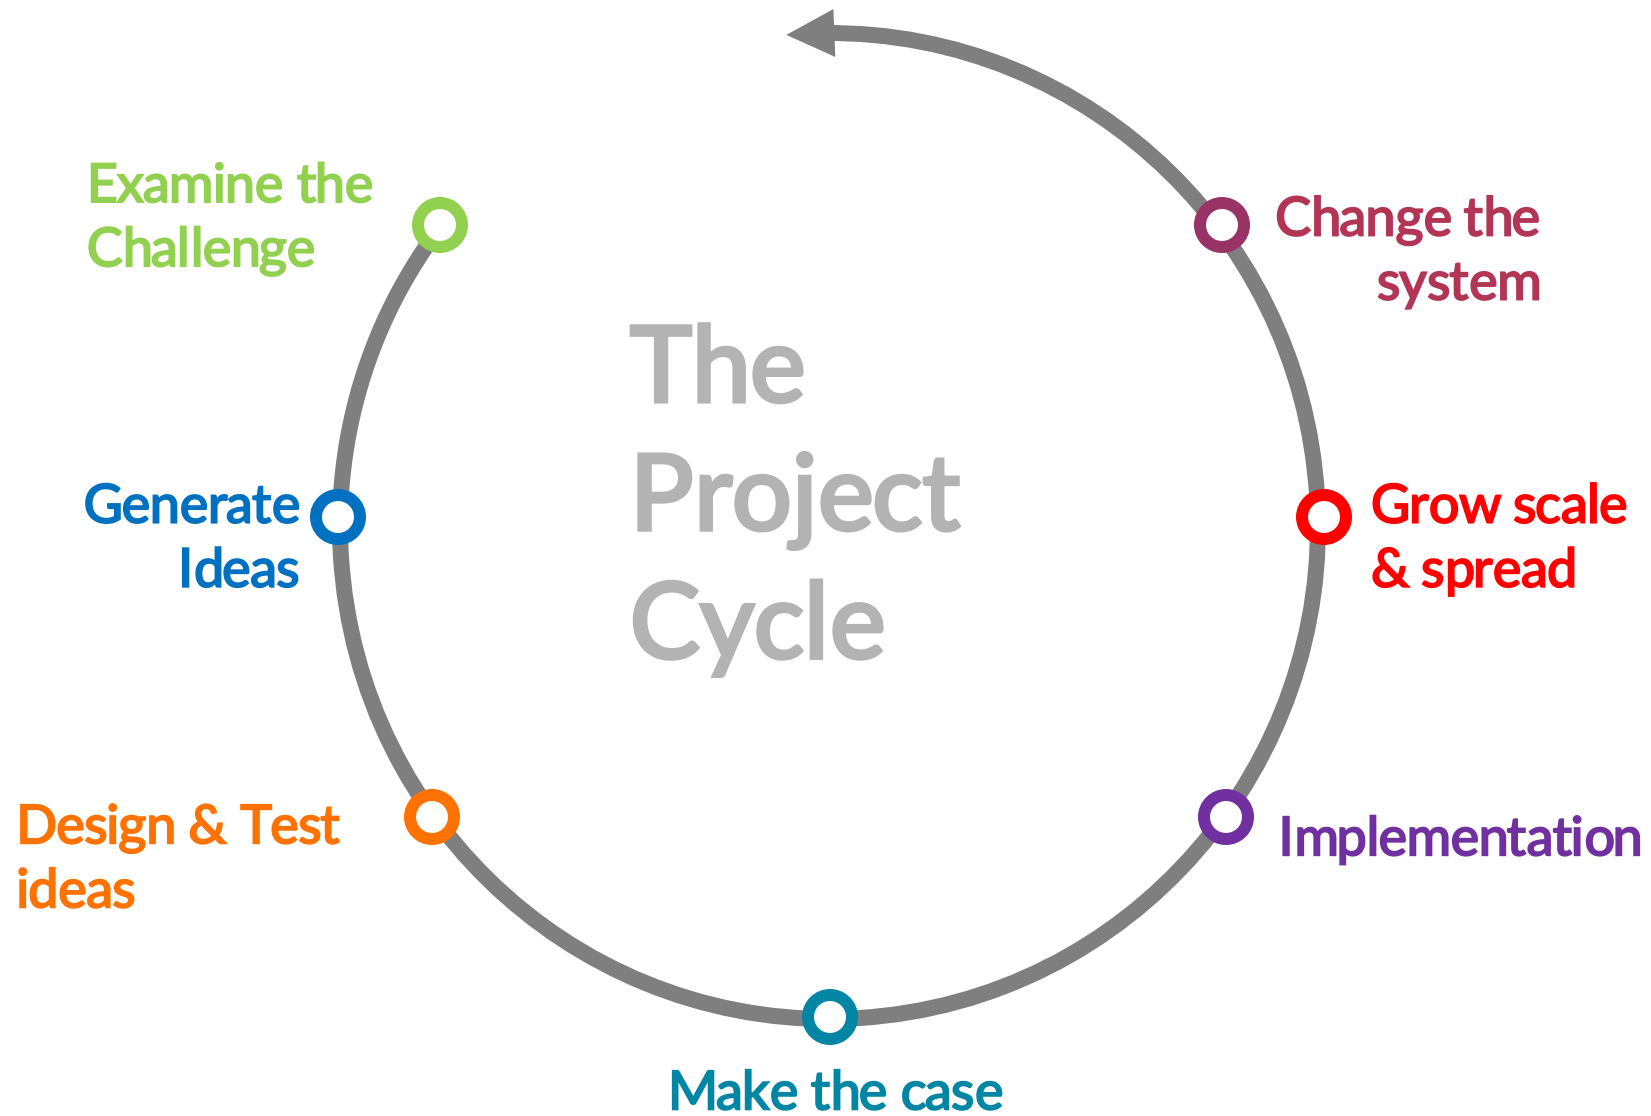 Examine the
Challenge
Generate
Ideas
Design & Test
ideas
Make the case
Implementation
Grow scale
& spread
Change the
system
The
Project
Cycle